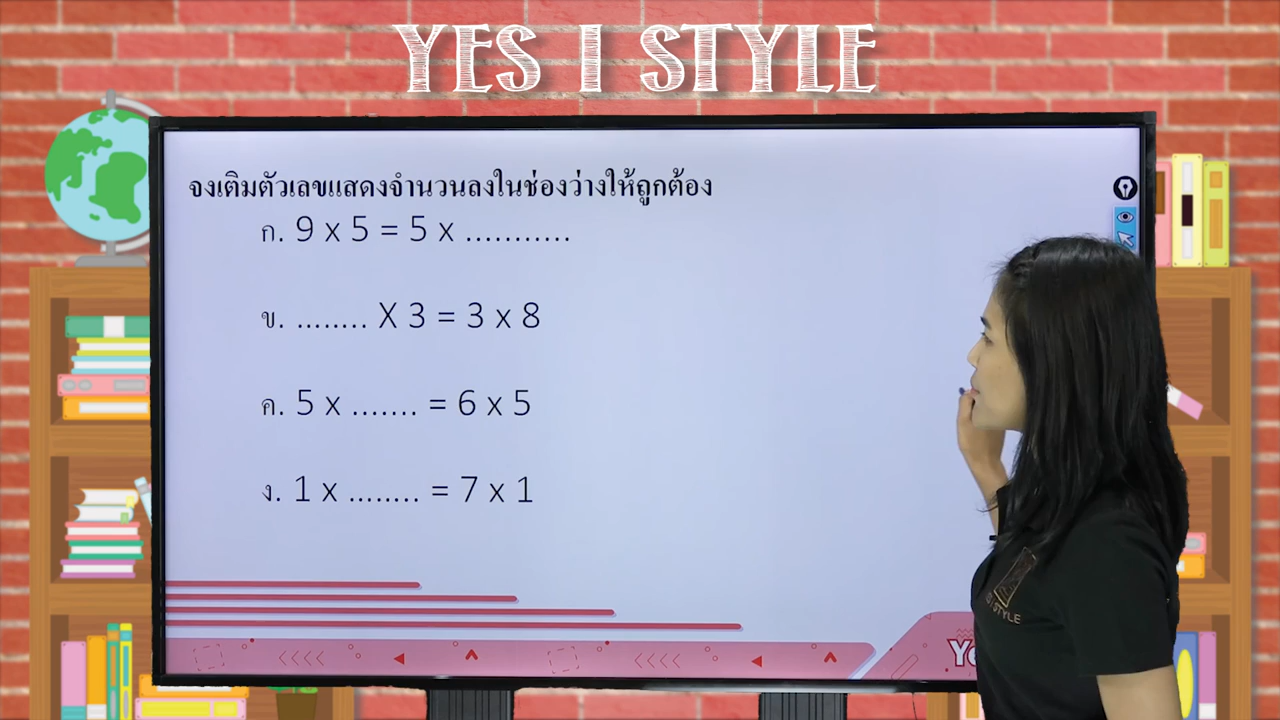 YES I STYLE
จงเติมตัวเลขแสดงจำนวนลงในช่องว่างให้ถูกต้อง
ก. 9 x 5 = 5 x ...........
ข. ........ X 3 = 3 x 8
ค. 5 x ....... = 6 x 5
ง. 1 x ........ = 7 x 1
STYLE
Ye